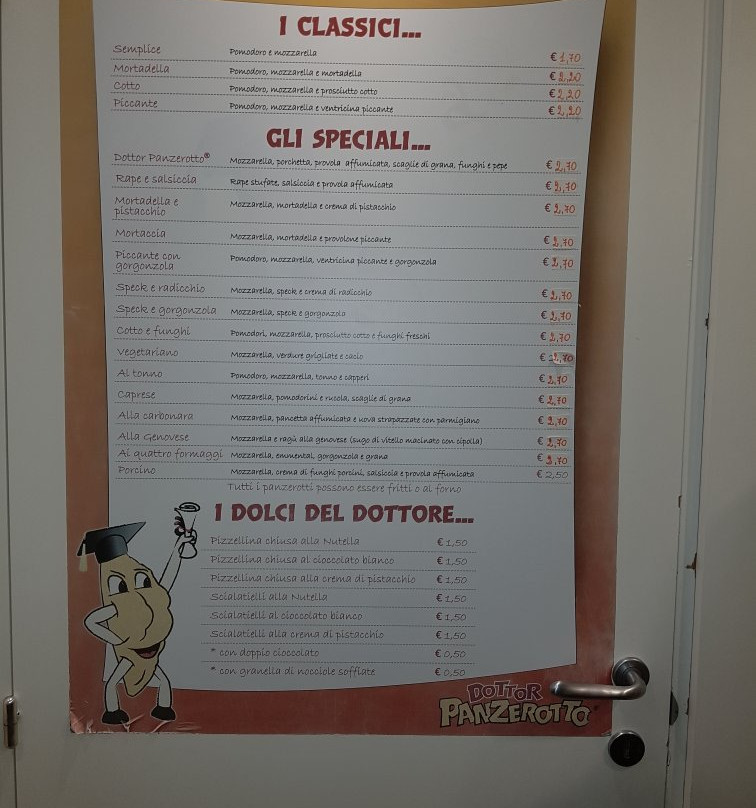 I CLASSICI...
Semplice Pomodoro e mozzarella € 1,70
Mortadella Pomodoro, mozzarella e mortadella € 2,20
Cotto Pomodoro, mozzarella e prosciutto cotto € 2,20
Piccante Pomodoro, mozzarella e ventricina piccante € 2,20
GLI SPECIALI...
Dottor Panzerotto® Mozzarella, porchetta, provola affumicata, scaglie di grana, funghi e pepe € 2,70
Rape e salsiccia Rape stufate, salsiccia e provola affumicata € 2,70
Mortadella e Mozzarella, mortadella e crema di pistacchio € 2,70
pistacchio
Mortaccia Mozzarella, mortadella e provolone piccante € 2,70
Piccante con Pomodoro, mozzarella, ventricina piccante e gorgonzola € 2,70
gorgonzola
Speck e radicchio Mozzarella, speck e crema di radicchio € 2,70
Speck e gorgonzola Mozzarella, speck e gorgonzola € 2,70
Cotto e funghi Pomodori, mozzarella, prosciutto cotto e funghi freschi € 2,70
Vegetariano Mozzarella, verdure grigliate e cacio € 2,70
Al tonno Pomodoro, mozzarella, tonno e capperi € 2,70
Caprese Mozzarella, pomodorini e rucola, scaglie di grana € 2,70
Alla carbonara Mozzarella, pancetta affumicata e uova strapazzate con parmigiano € 2,70
Alla Genovese Mozzarella e ragù alla genovese (sugo di vitello macinato con cipolla) € 2,70
Ai quattro formaggi Mozzarella, emmental, gorgonzola e grana € 2,70
Porcino Mozzarella, crema di funghi porcini, salsiccia e provola affumicata € 2,50
Tutti i panzerotti possono essere fritti o al forno
I DOLCI DEL DOTTORE...
Pizzellina chiusa alla Nutella € 1,50
Pizzellina chiusa al cioccolato bianco € 1,50
Pizzellina chiusa alla crema di pistacchio € 1,50
Scialatielli alla Nutella € 1,50
Scialatielli al cioccolato bianco € 1,50
Scialatielli alla crema di pistacchio € 1,50
* con doppio cioccolato € 0,50
* con granella di nocciole soffiate € 0,50
DOTTOR
PANZEROTTO